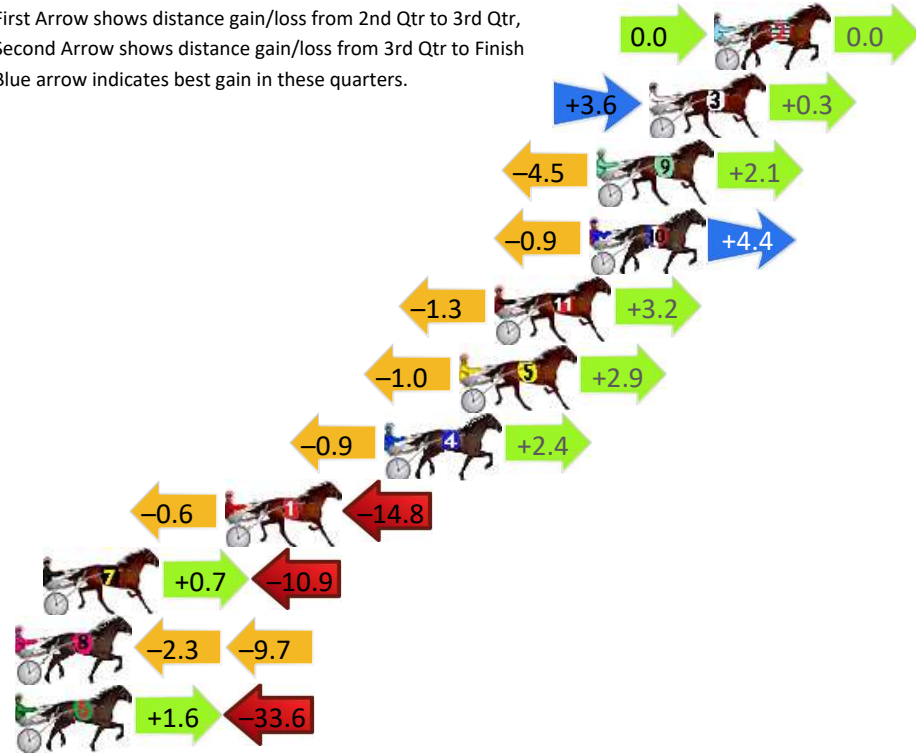 First Arrow shows distance gain/loss from 2nd Qtr to 3rd Qtr,
Second Arrow shows distance gain/loss from 3rd Qtr to Finish
Blue arrow indicates best gain in these quarters.
0.0 2 0.0
+3.6 3 +0.3
–4.5 9 +2.1
–0.9 10 +4.4
–1.3 11 +3.2
–1.0 5 +2.9
–0.9 4 +2.4
–0.6 1 –14.8
7 +0.7 –10.9
8 –2.3 –9.7
6 +1.6 –33.6